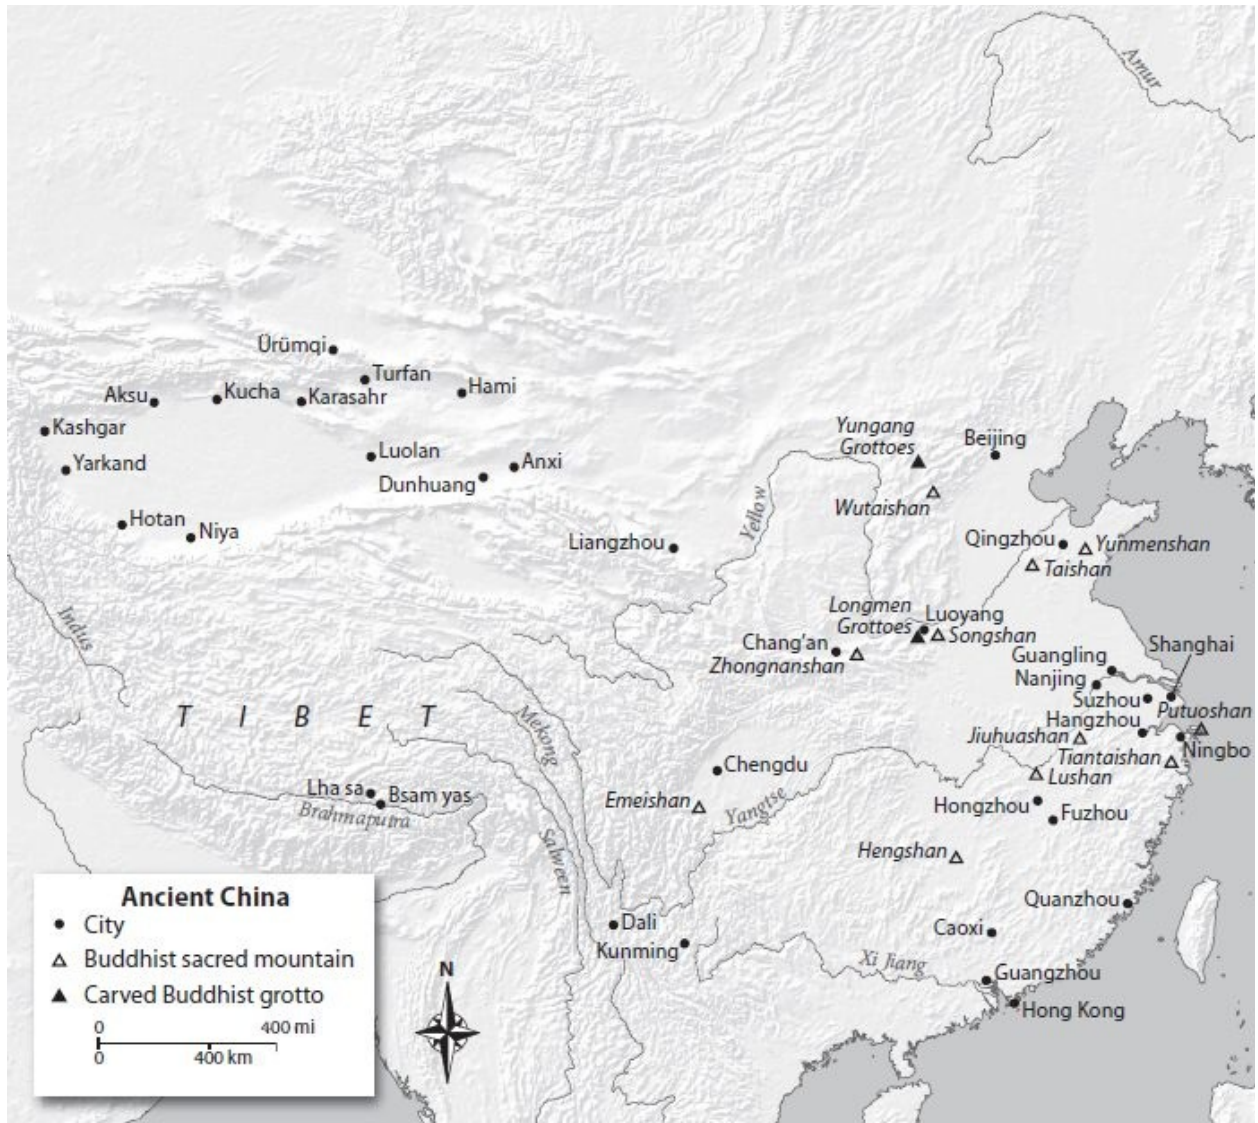 Amur
Ürümqi
Turfan
Hami
Aksu
Kucha
Karasahr
Kashgar
Yarkand
Luolan
Anxi
Dunhuang
Hotan
Niya
Liangzhou
Yellow
Yungang
Grottoes
Beijing
Wutaishan
Qingzhou
Yunmenshan
Taishan
Longmen
Grottoes
Luoyang
Songshan
Chang'an
Zhongnanshan
Shanghai
Guangling
Nanjing
Suzhou
Putuoshan
Hangzhou
Jiuhuashan
Ningbo
Tiantaishan
Lushan
Indus
TIBET
Mekong
Chengdu
Lha sa
Bsam yas
Brahmaputra
Emeishan
Yangtse
Hongzhou
Fuzhou
Salween
Hengshan
Quanzhou
Dali
Kunming
Caoxi
Xi Jiang
Guangzhou
Hong Kong
Ancient China
City
Buddhist sacred mountain
Carved Buddhist grotto
0 400 mi
0 400 km
N